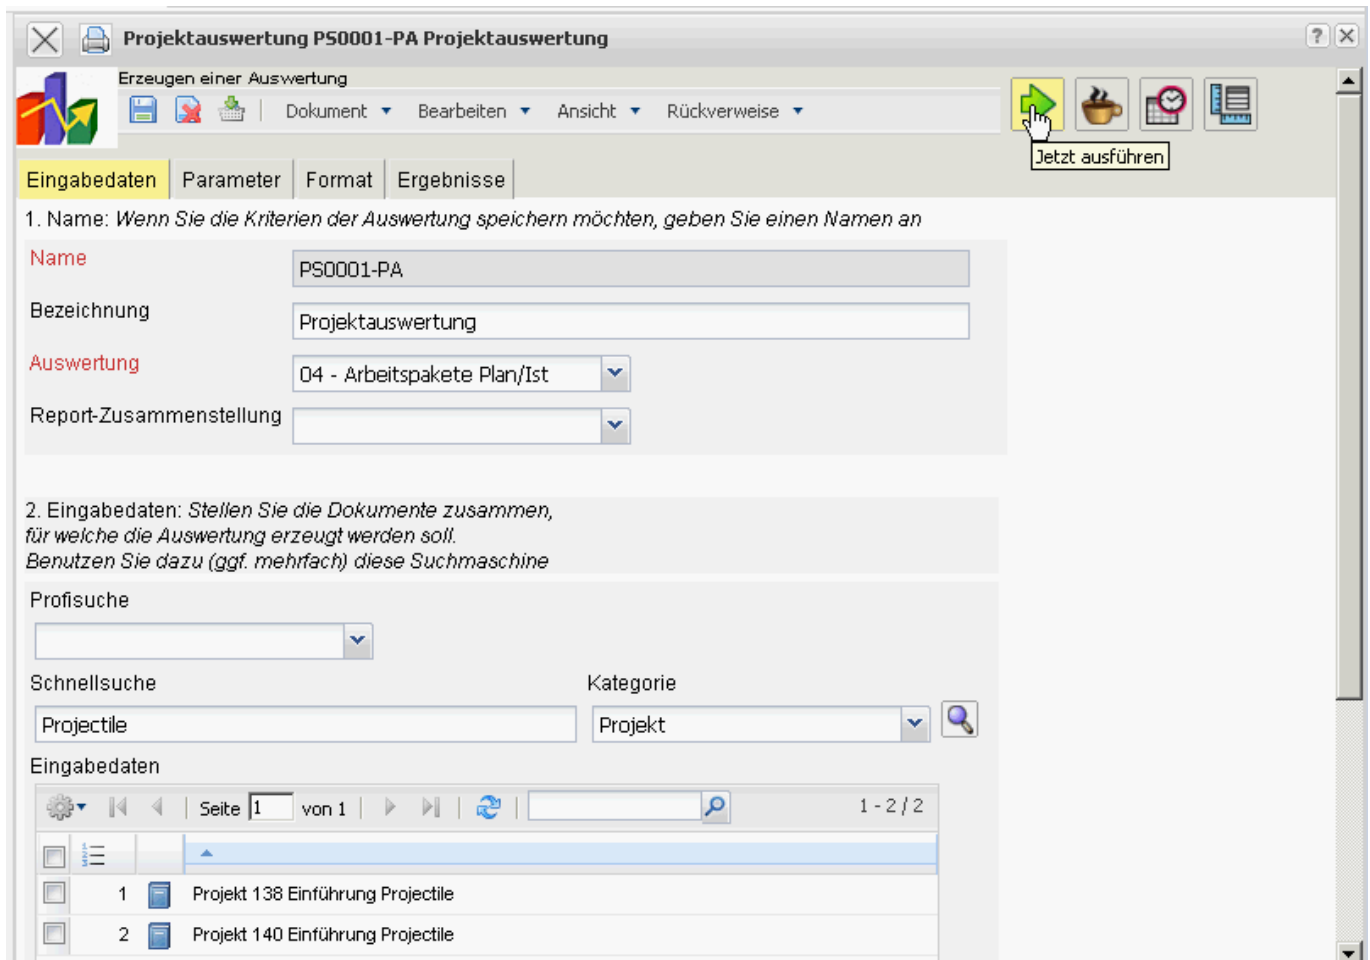 Projektauswertung PS0001-PA Projektauswertung
?
Erzeugen einer Auswertung
Dokument Bearbeiten Ansicht Rückverweise
Jetzt ausführen
Eingabedaten Parameter Format Ergebnisse
1. Name: Wenn Sie die Kriterien der Auswertung speichern möchten, geben Sie einen Namen an
Name PS0001-PA
Bezeichnung Projektauswertung
Auswertung 04 - Arbeitspakete Plan/Ist
Report-Zusammenstellung
2. Eingabedaten: Stellen Sie die Dokumente zusammen,
für welche die Auswertung erzeugt werden soll.
Benutzen Sie dazu (ggf. mehrfach) diese Suchmaschine
Profisuche
Schnellsuche Kategorie
Projectile Projekt
Eingabedaten
Seite 1 von 1 1 - 2 / 2
1 Projekt 138 Einführung Projectile
2 Projekt 140 Einführung Projectile